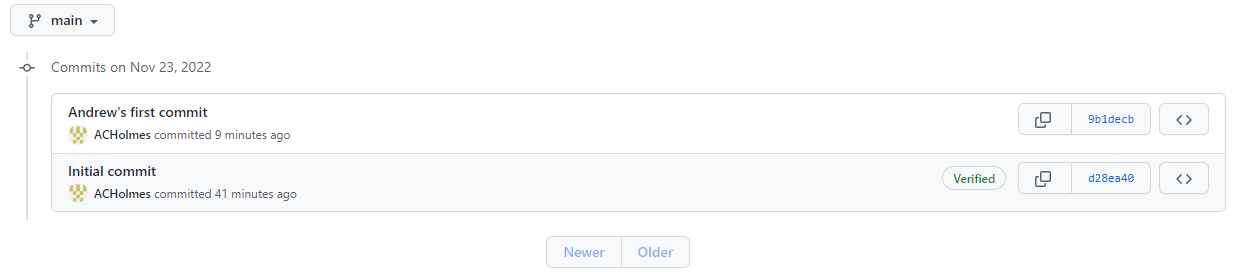 main
Commits on Nov 23, 2022
Andrew's first commit
ACHolmes committed 9 minutes ago
9b1decb
Initial commit
ACHolmes committed 41 minutes ago
Verified
d28ea40
Newer Older